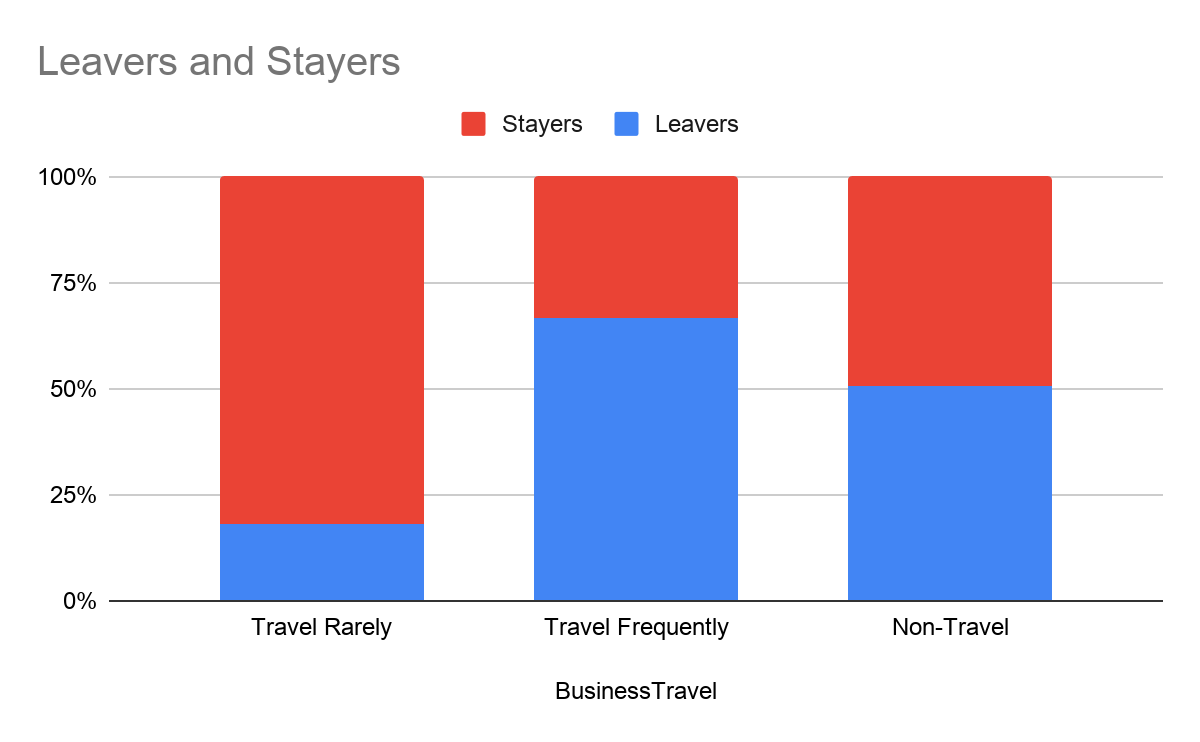 Leavers and Stayers
Stayers Leavers
100%
75%
50%
25%
0%
Travel Rarely Travel Frequently Non-Travel
BusinessTravel